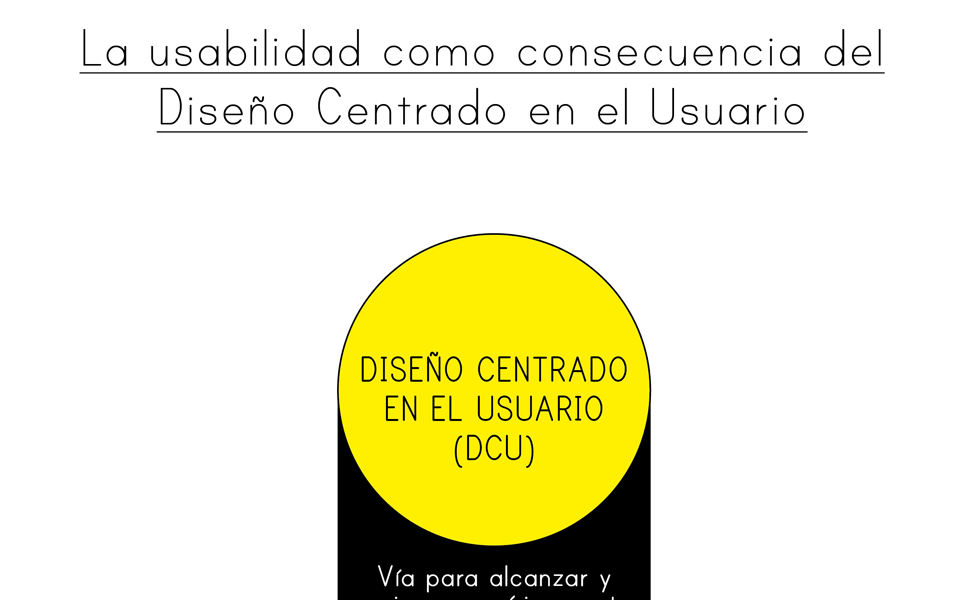 La usabilidad como consecuencia del
Diseño Centrado en el Usuario
DISEÑO CENTRADO
EN EL USUARIO
(DCU)
Vía para alcanzar y